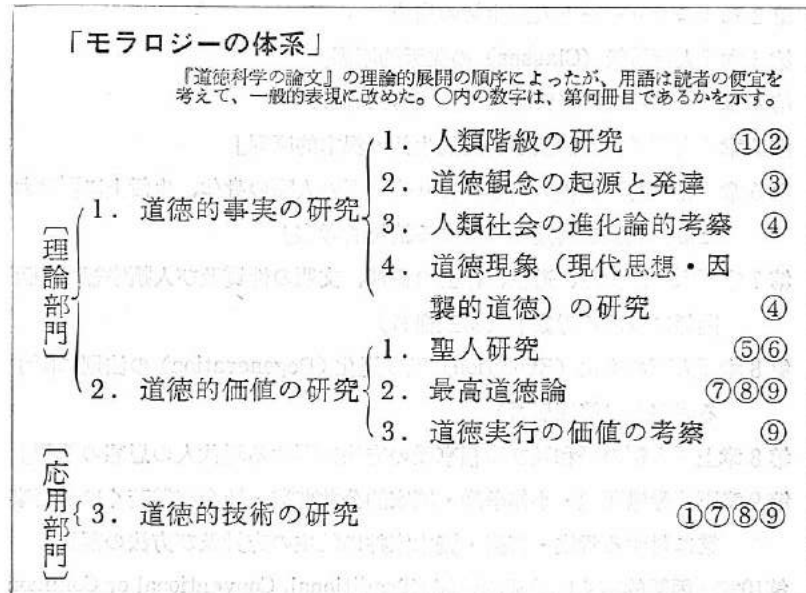 「モラロジーの体系」
『道徳科学の論文』の理論的展開の順序によったが、用語は読者の便宜を
考えて、一般的表現に改めた。○内の数字は、第何冊目であるかを示す。
〔理論部門〕
1. 道徳的事実の研究
1. 人類階級の研究 ①②
2. 道徳観念の起源と発達 ③
3. 人類社会の進化論的考察 ④
4. 道徳現象（現代思想・因
襲的道徳）の研究 ④
2. 道徳的価値の研究
1. 聖人研究 ⑤⑥
2. 最高道徳論 ⑦⑧⑨
3. 道徳実行の価値の考察 ⑨
〔応用部門〕
3. 道徳的技術の研究 ①⑦⑧⑨